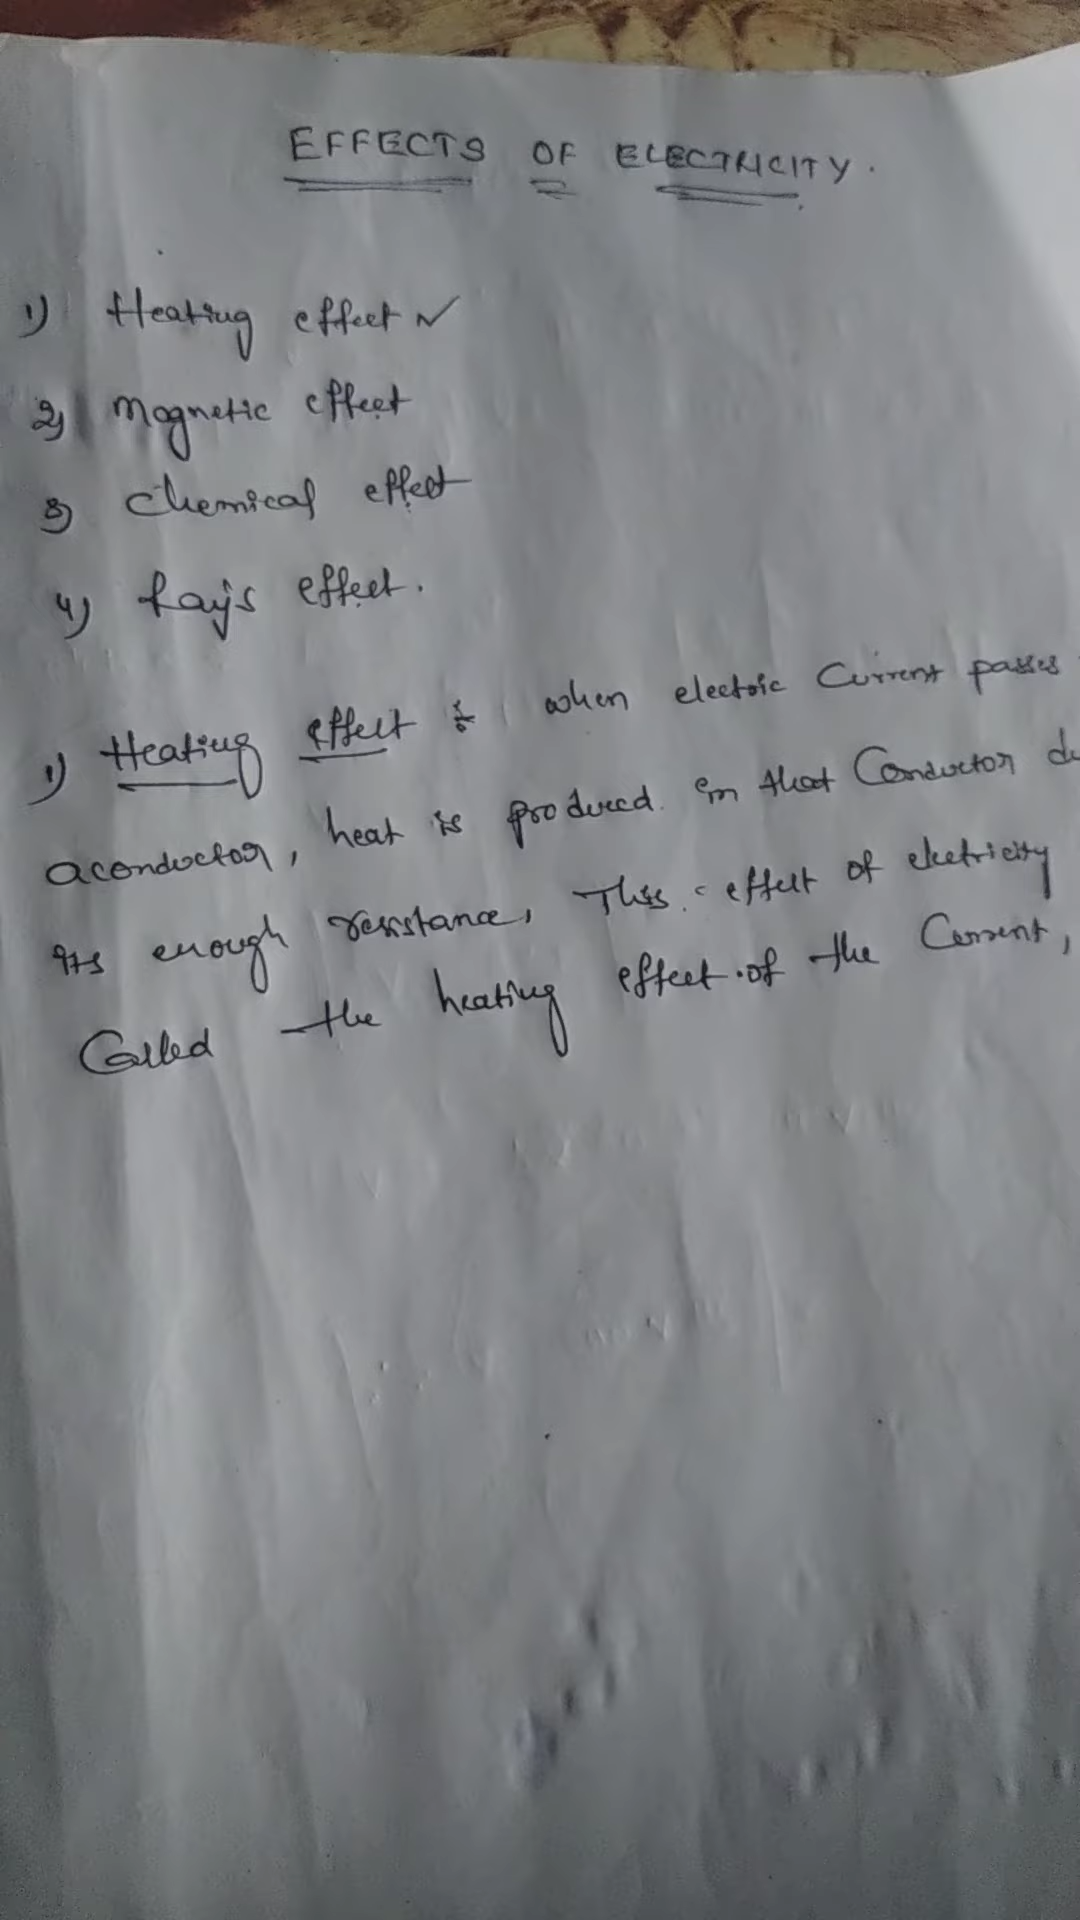 EFFECTS OF ELECTRICITY.
1) Heating effect ✓
2) Magnetic effect
3) Chemical effect
4) Rays effect.
1) Heating effect :- when electric Current passes
a conductor, heat is produced. in that Conductor du
its enough resistance, This effect of electricity
Called the heating effect of the Current,